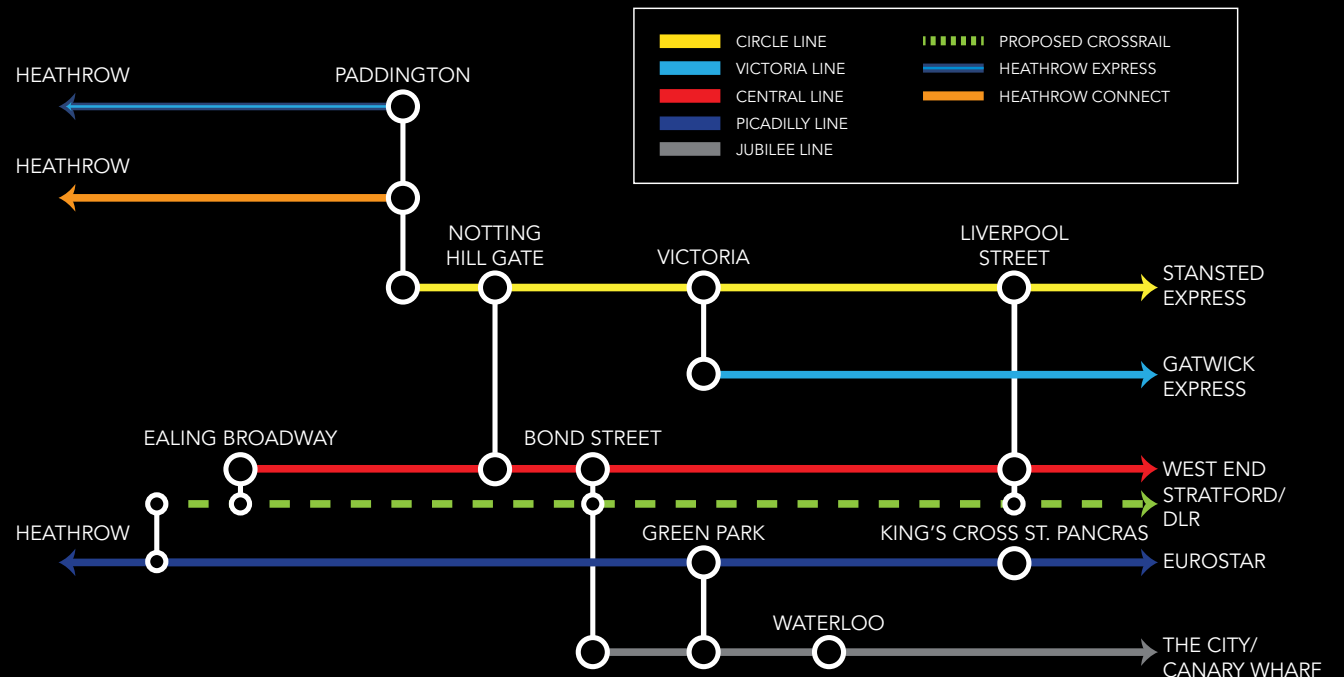 CIRCLE LINE
VICTORIA LINE
CENTRAL LINE
PICADILLY LINE
JUBILEE LINE
PROPOSED CROSSRAIL
HEATHROW EXPRESS
HEATHROW CONNECT
HEATHROW
PADDINGTON
HEATHROW
NOTTING
HILL GATE
VICTORIA
LIVERPOOL
STREET
STANSTED
EXPRESS
GATWICK
EXPRESS
EALING BROADWAY
BOND STREET
WEST END
STRATFORD/
DLR
HEATHROW
GREEN PARK
KING'S CROSS ST. PANCRAS
EUROSTAR
WATERLOO
THE CITY/
CANARY WHARF